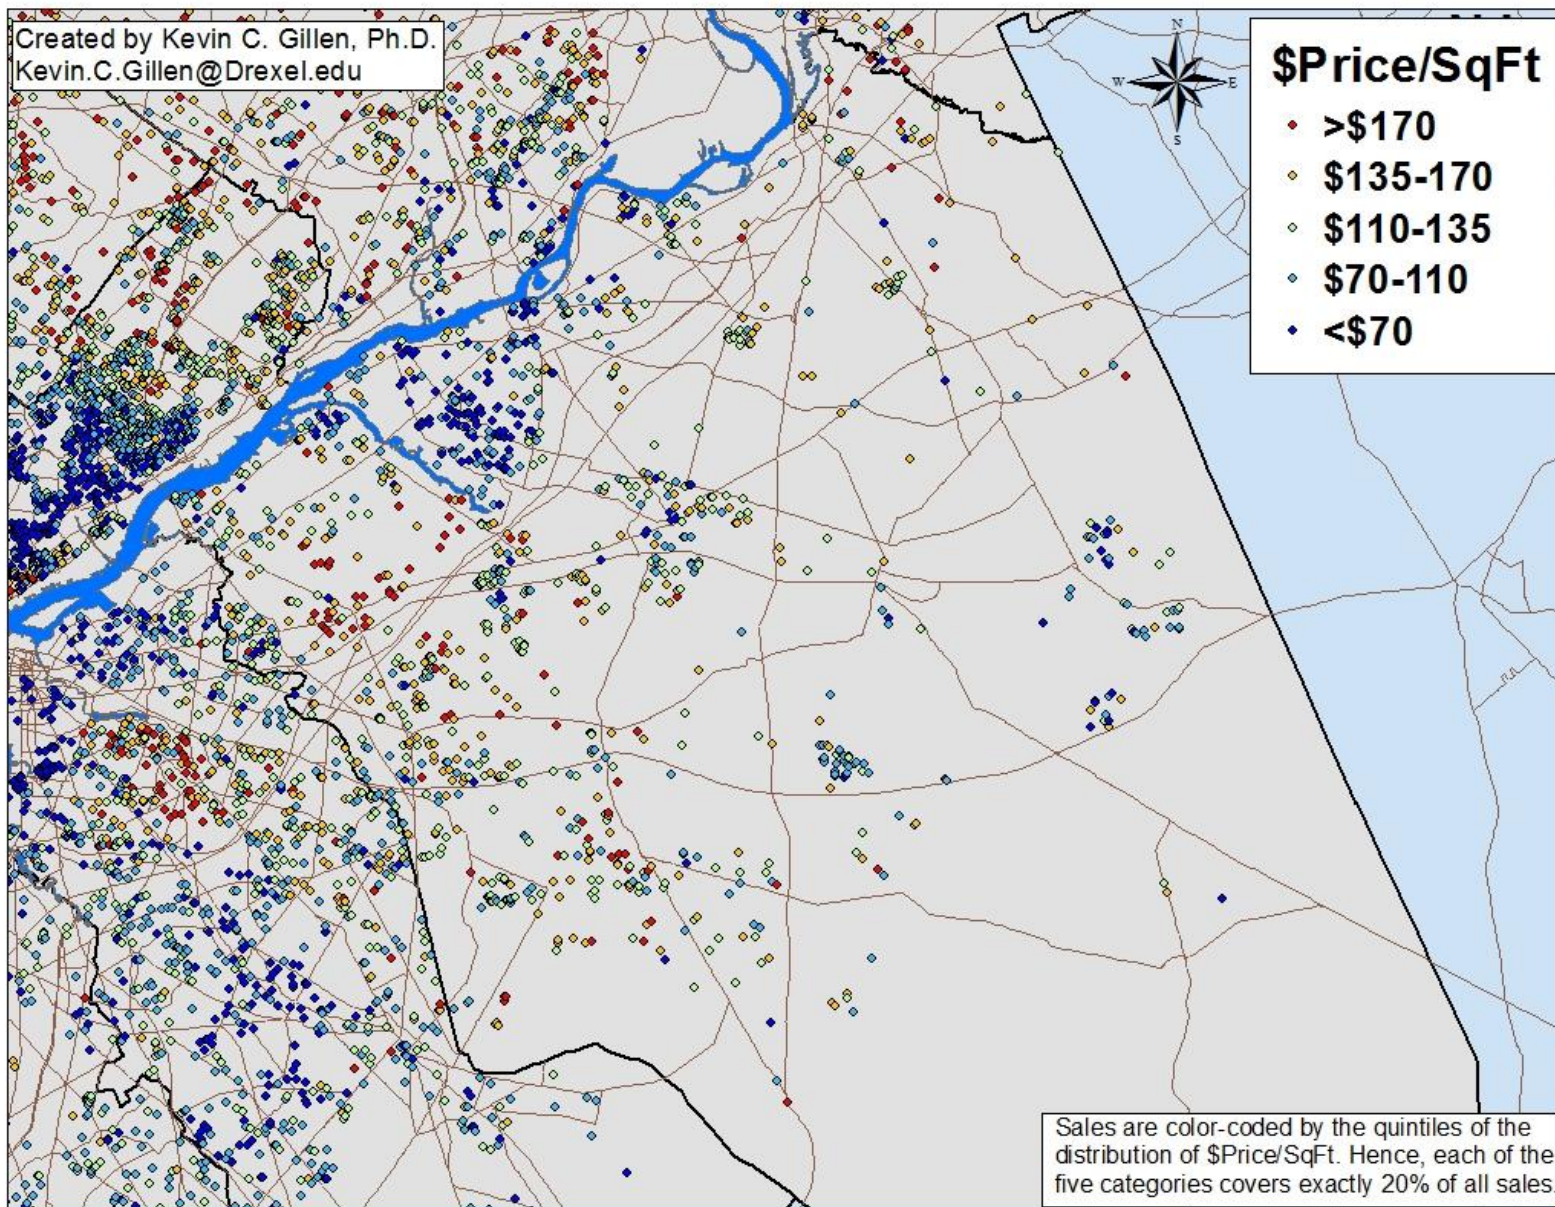 Created by Kevin C. Gillen, Ph.D.
Kevin.C.Gillen@Drexel.edu
N
W
E
S
$Price/SqFt
>$170
$135-170
$110-135
$70-110
<$70
Sales are color-coded by the quintiles of the
distribution of $Price/SqFt. Hence, each of the
five categories covers exactly 20% of all sales.